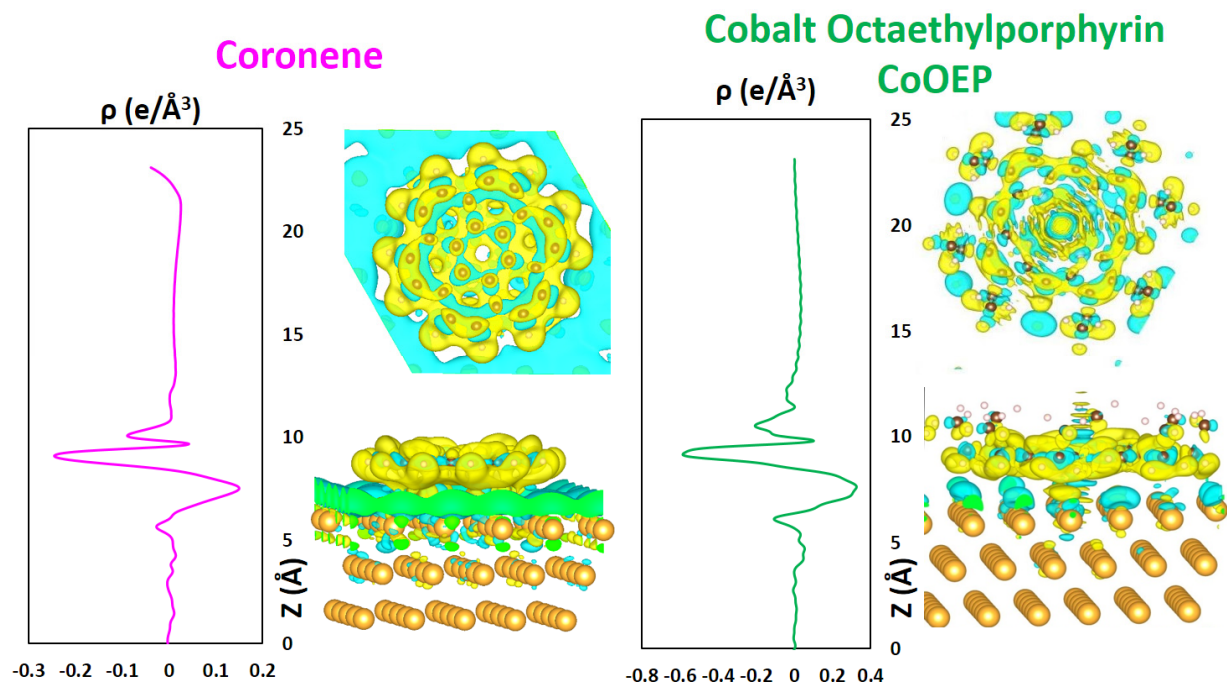 Coronene
ρ (e/Å³)
25
20
15
10
5
0
Z (Å)
-0.3 -0.2 -0.1 0 0.1 0.2
Cobalt Octaethylporphyrin
CoOEP
ρ (e/Å³)
25
20
15
10
5
0
Z (Å)
-0.8 -0.6 -0.4 -0.2 0 0.2 0.4